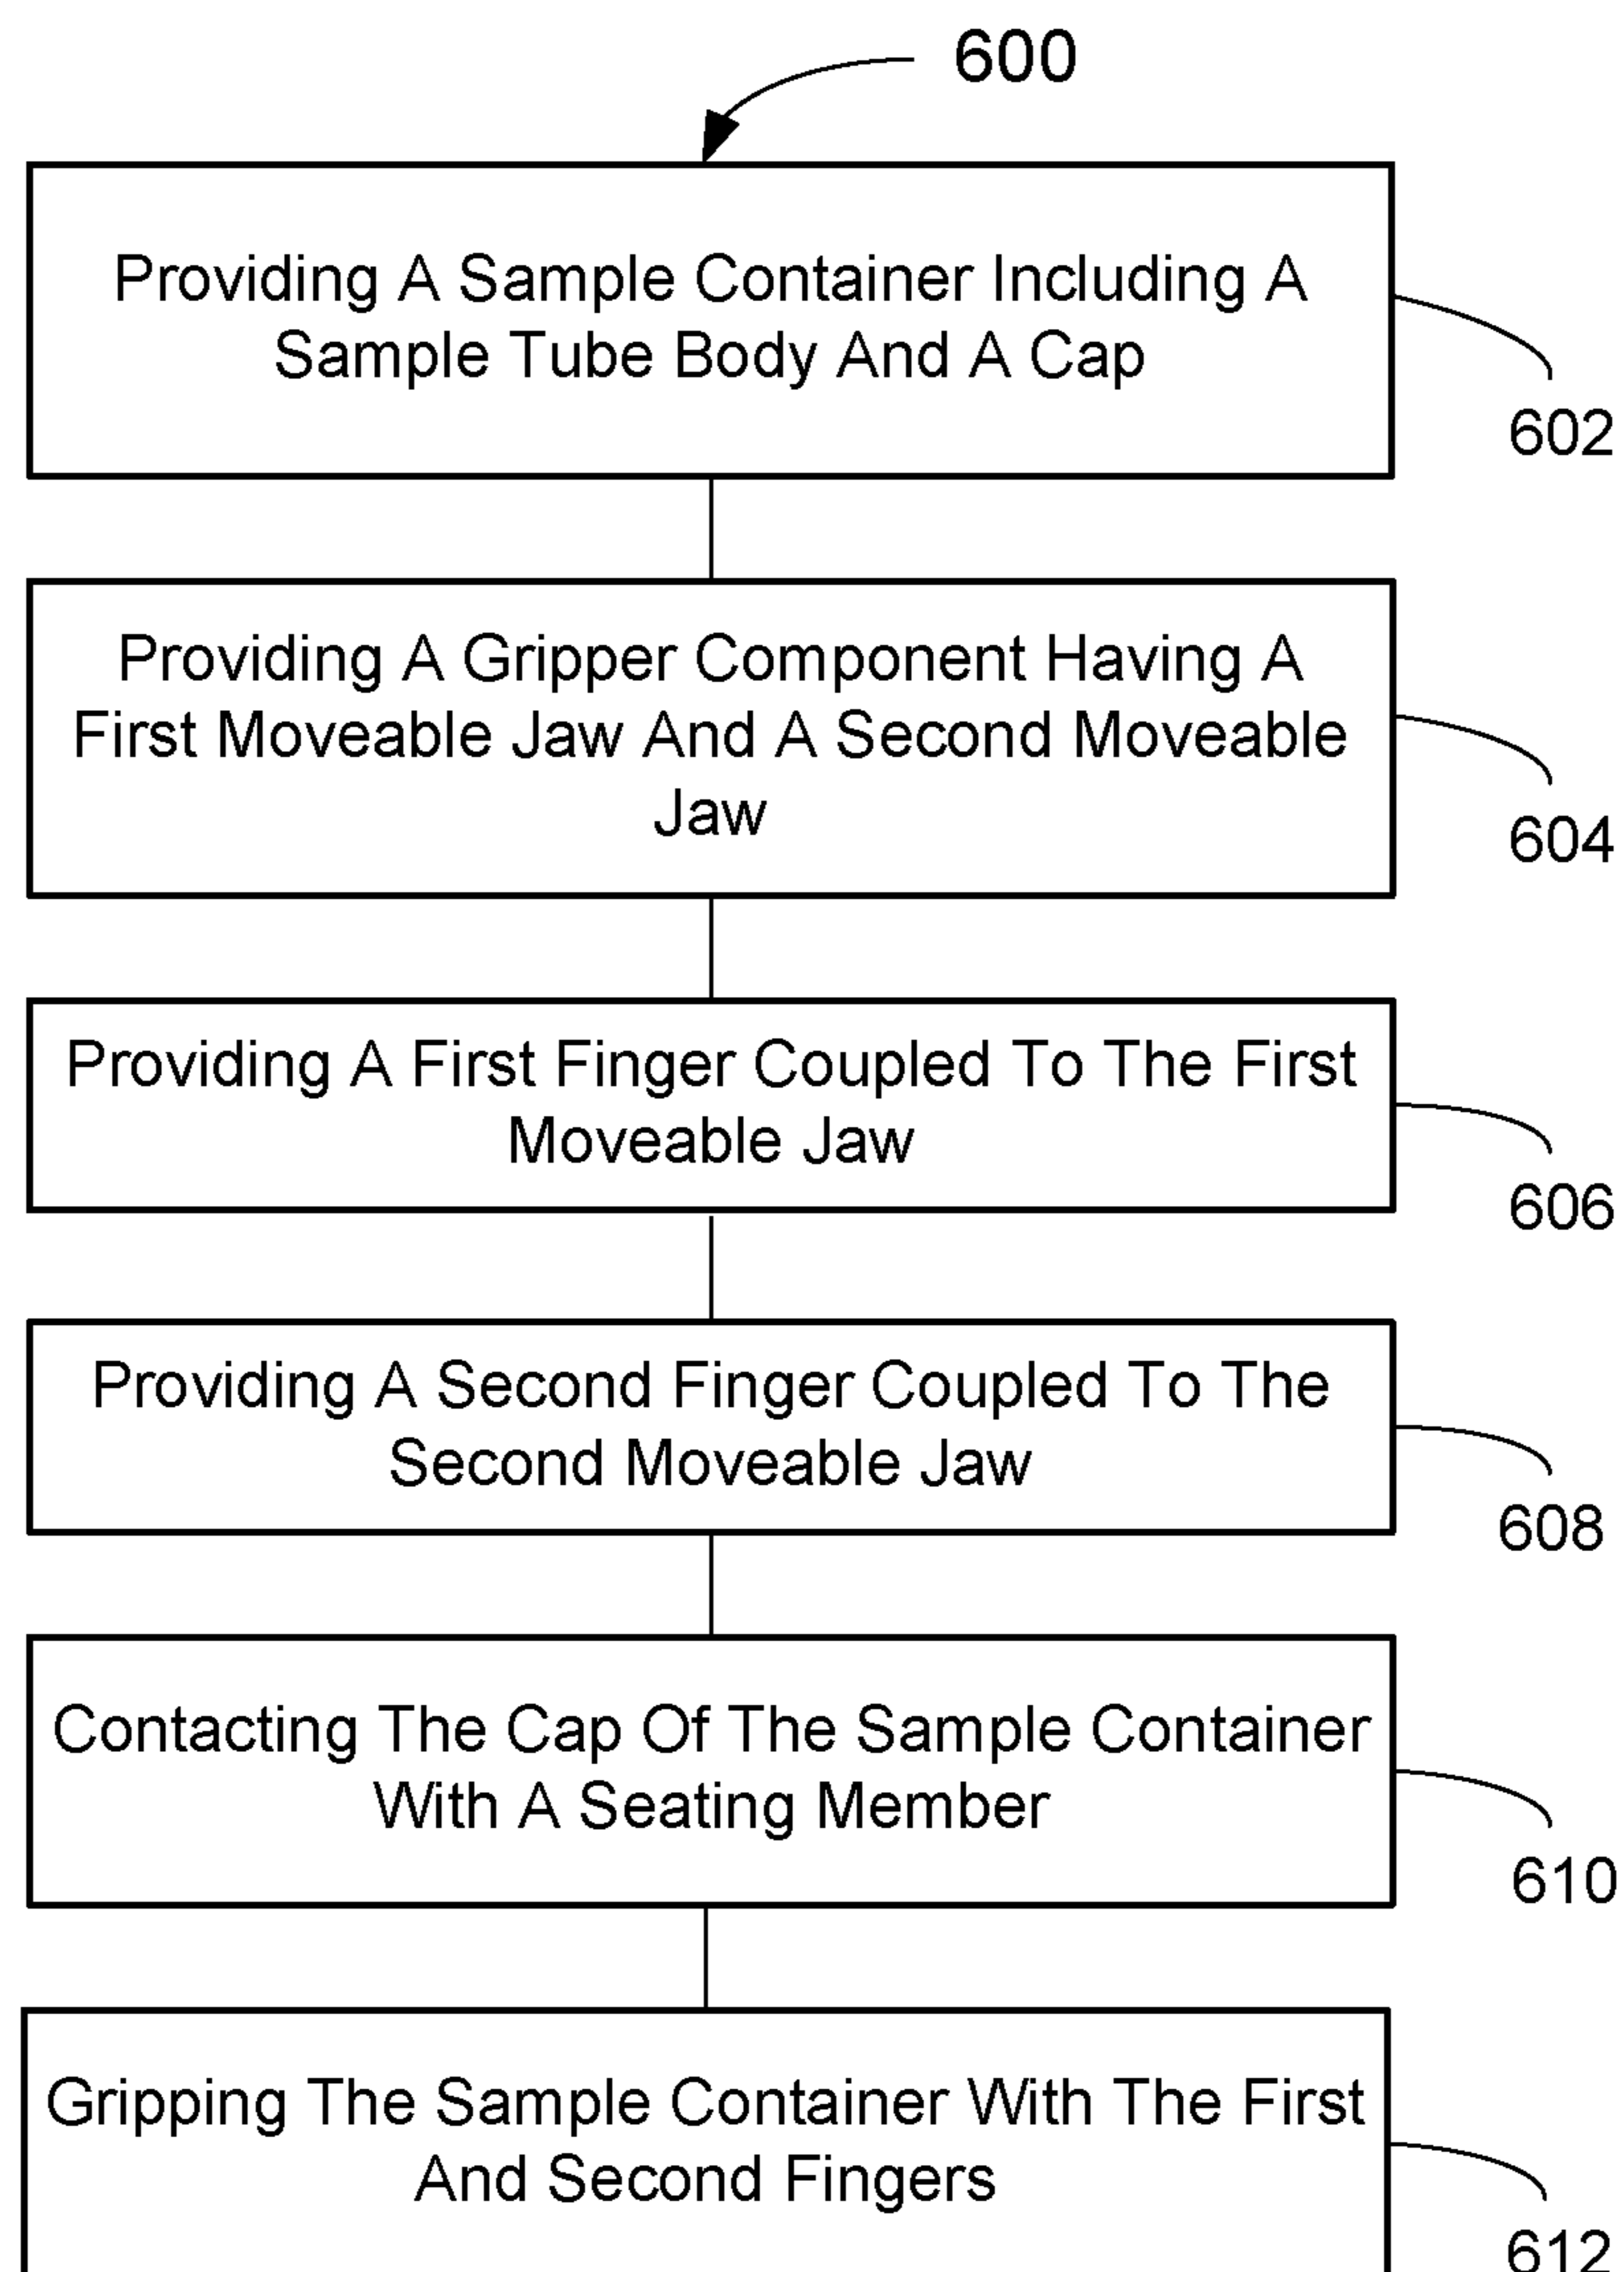 600
Providing A Sample Container Including A
Sample Tube Body And A Cap
602
Providing A Gripper Component Having A
First Moveable Jaw And A Second Moveable
Jaw
604
Providing A First Finger Coupled To The First
Moveable Jaw
606
Providing A Second Finger Coupled To The
Second Moveable Jaw
608
Contacting The Cap Of The Sample Container
With A Seating Member
610
Gripping The Sample Container With The First
And Second Fingers
612